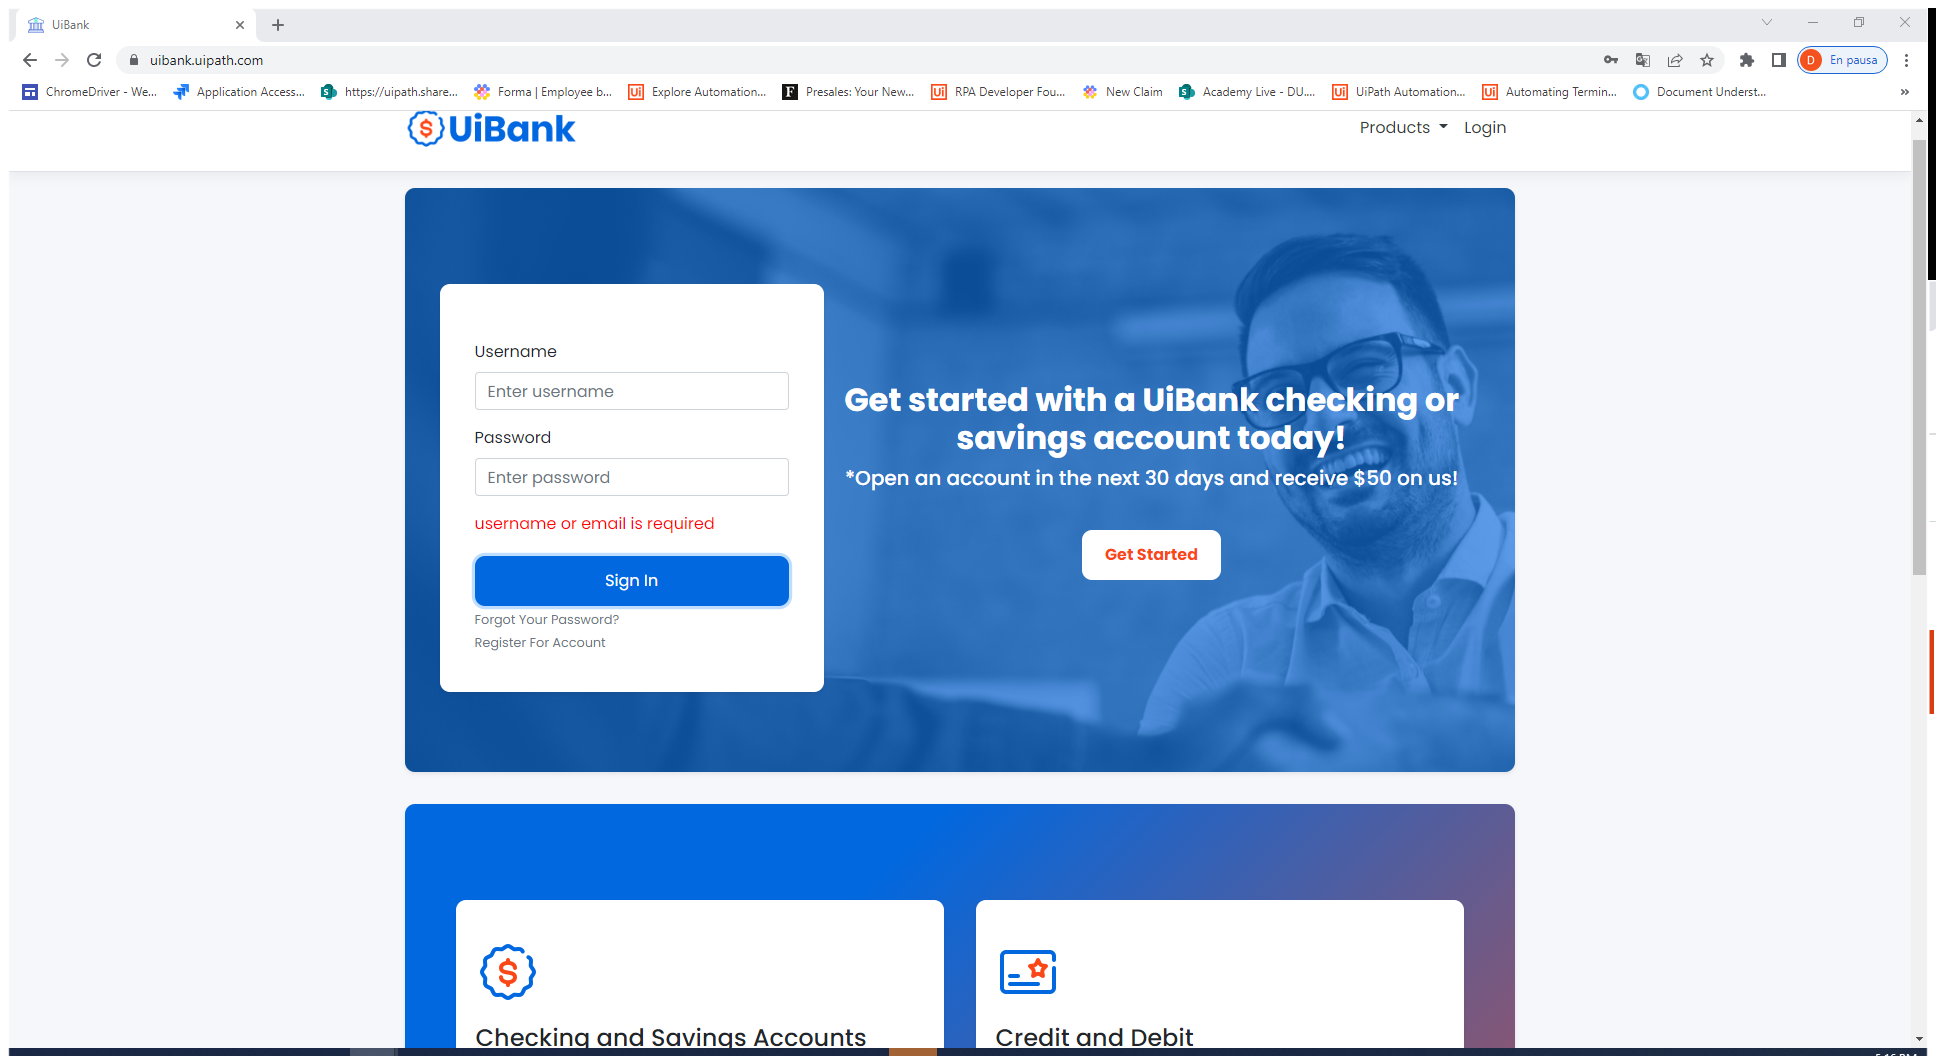 UiBank
uibank.uipath.com
D En pausa
ChromeDriver - We... Application Access... https://uipath.share... Forma | Employee b... Explore Automation... Presales: Your New... RPA Developer Fou... New Claim Academy Live - DU.... UiPath Automation... Automating Termin... Document Underst... »
UiBank
Products Login
Username
Enter username
Password
Enter password
username or email is required
Sign In
Forgot Your Password?
Register For Account
Get started with a UiBank checking or
savings account today!
*Open an account in the next 30 days and receive $50 on us!
Get Started
Checking and Savings Accounts
Credit and Debit